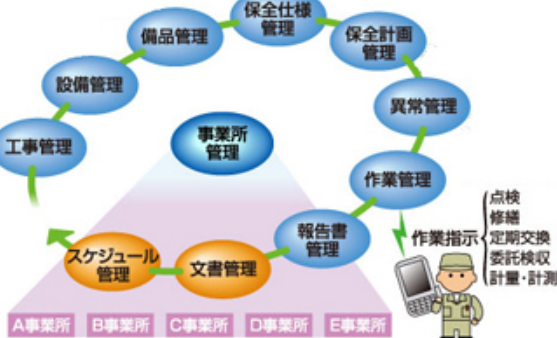 保全仕様
管理
備品管理
保全計画
管理
設備管理
異常管理
事業所
管理
工事管理
作業管理
点検
修繕
作業指示
定期交換
委託検収
計量・計測
報告書
管理
スケジュール
管理
文書管理
A事業所
B事業所
C事業所
D事業所
E事業所